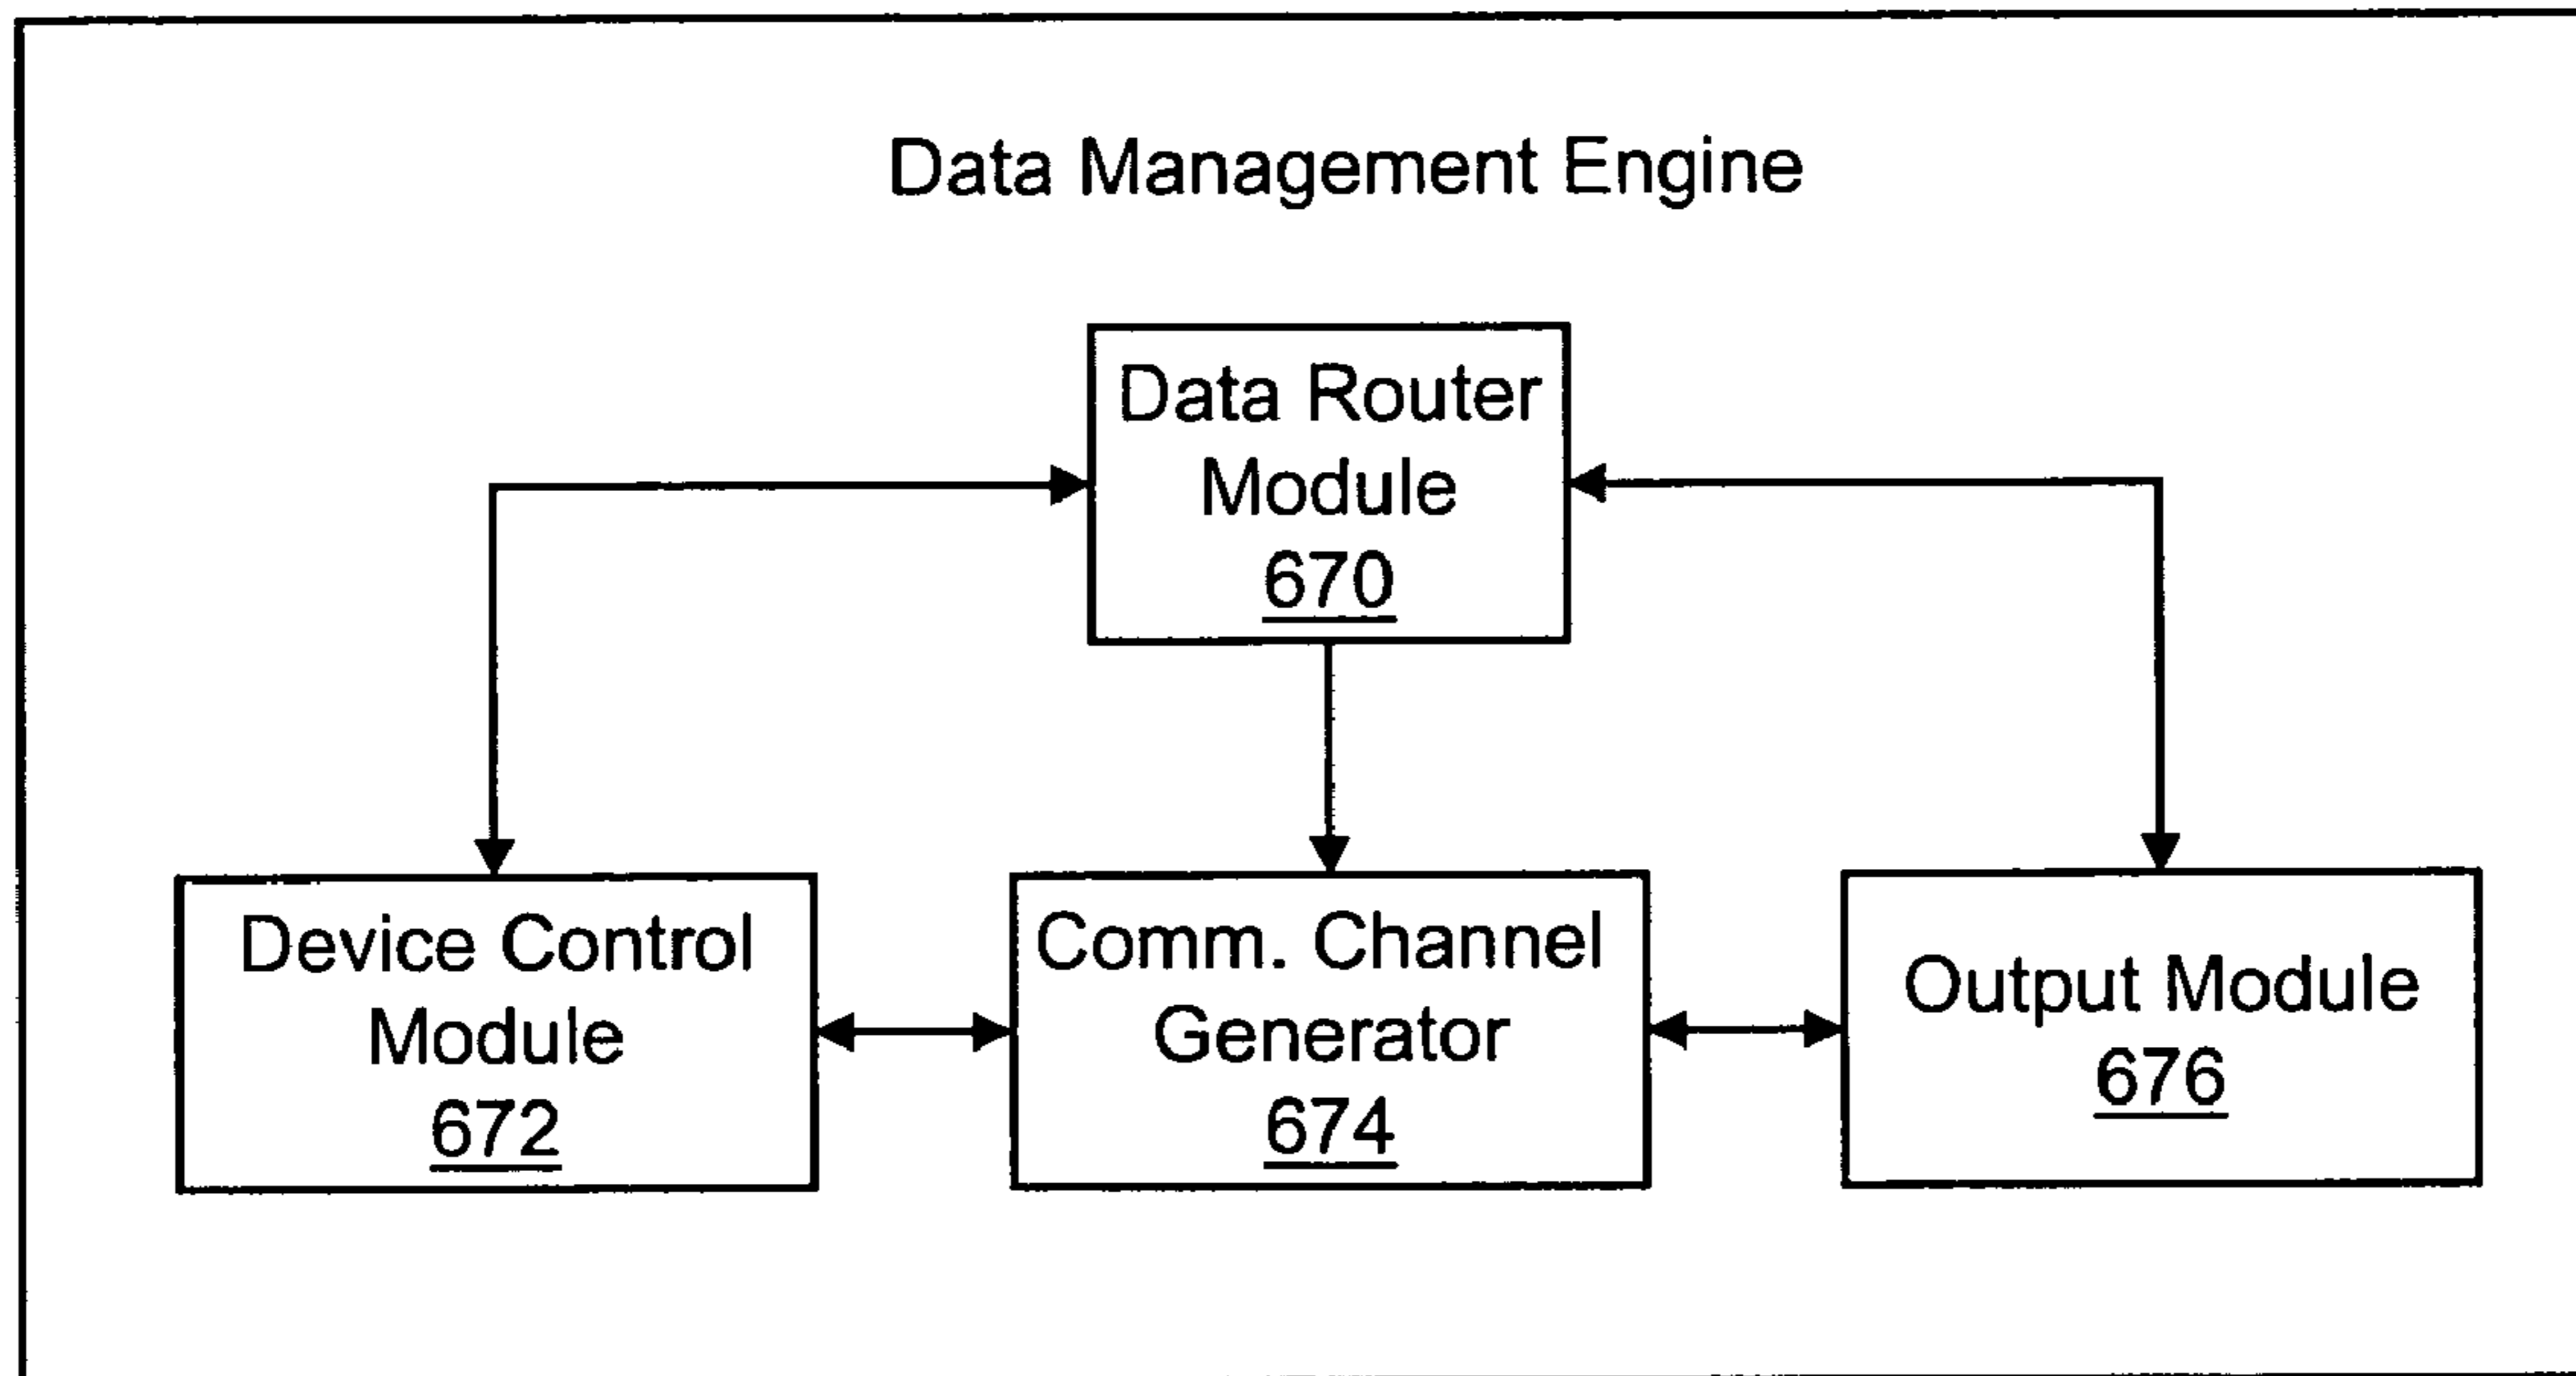 Data Management Engine
Data Router
Module
670
Device Control
Module
672
Comm. Channel
Generator
674
Output Module
676